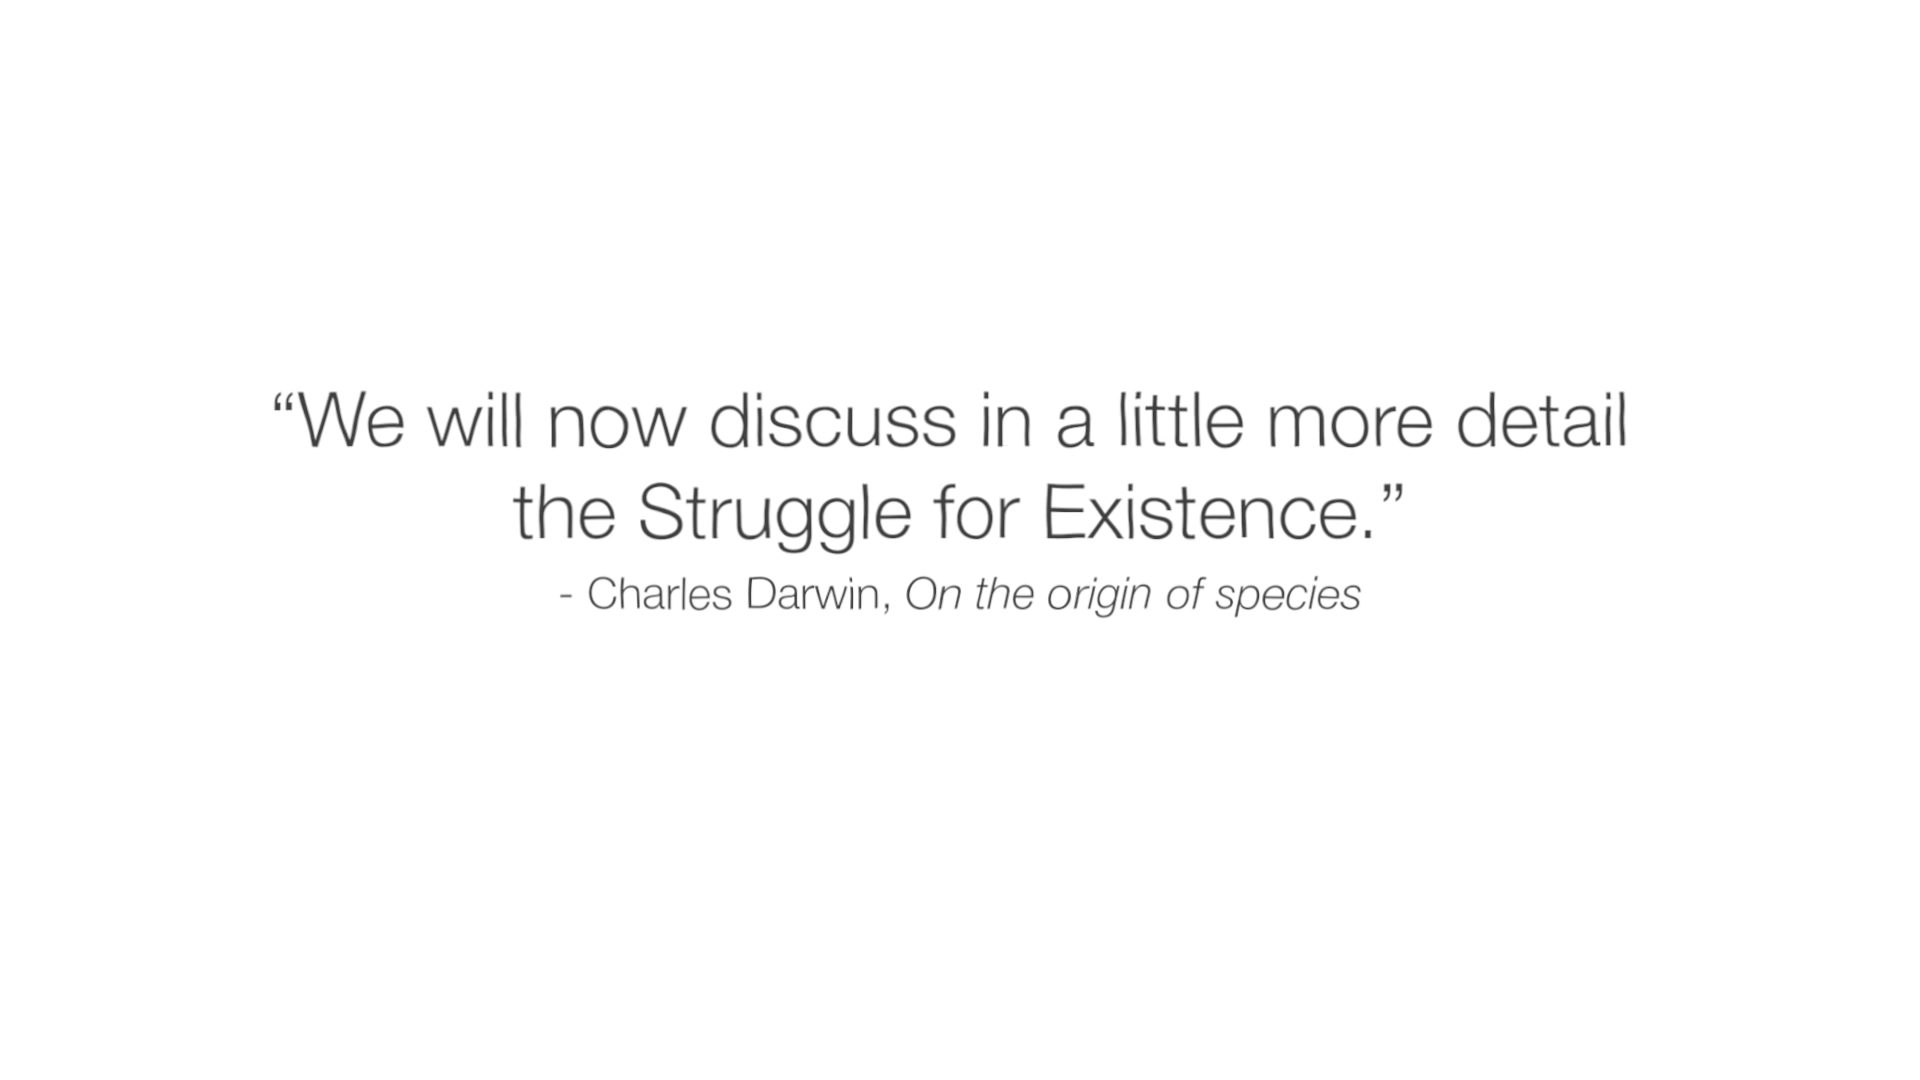 “We will now discuss in a little more detail
the Struggle for Existence.”
- Charles Darwin, On the origin of species